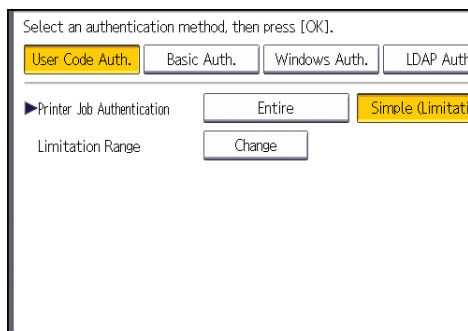 Select an authentication method, then press [OK].
User Code Auth. Basic Auth. Windows Auth. LDAP Auth
▶Printer Job Authentication Entire Simple (Limitati
Limitation Range Change